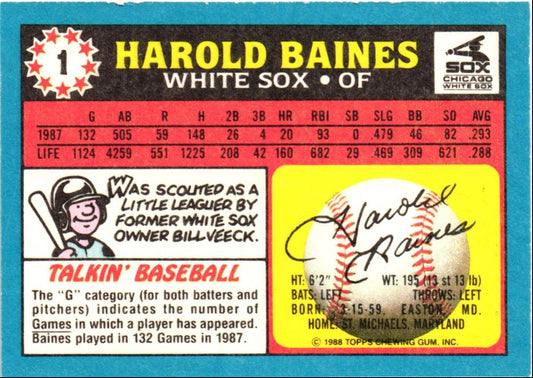 1
HAROLD BAINES
WHITE SOX • OF
SOX
CHICAGO
WHITE SOX
G AB R H 2B 3B HR RBI SB SLG BB SO AVG
1987 132 505 59 148 26 4 20 93 0 .479 46 82 .293
LIFE 1124 4259 551 1225 208 42 160 682 29 .469 309 621 .288
WAS SCOUTED AS A
LITTLE LEAGUER BY
FORMER WHITE SOX
OWNER BILL VEECK.
TALKIN' BASEBALL
The "G" category (for both batters and
pitchers) indicates the number of
Games in which a player has appeared.
Baines played in 132 Games in 1987.
Harold
Baines
HT: 6'2" WT: 195 (13 st 13 lb)
BATS: LEFT THROWS: LEFT
BORN: 3-15-59, EASTON, MD.
HOME: ST. MICHAELS, MARYLAND
© 1988 TOPPS CHEWING GUM, INC.